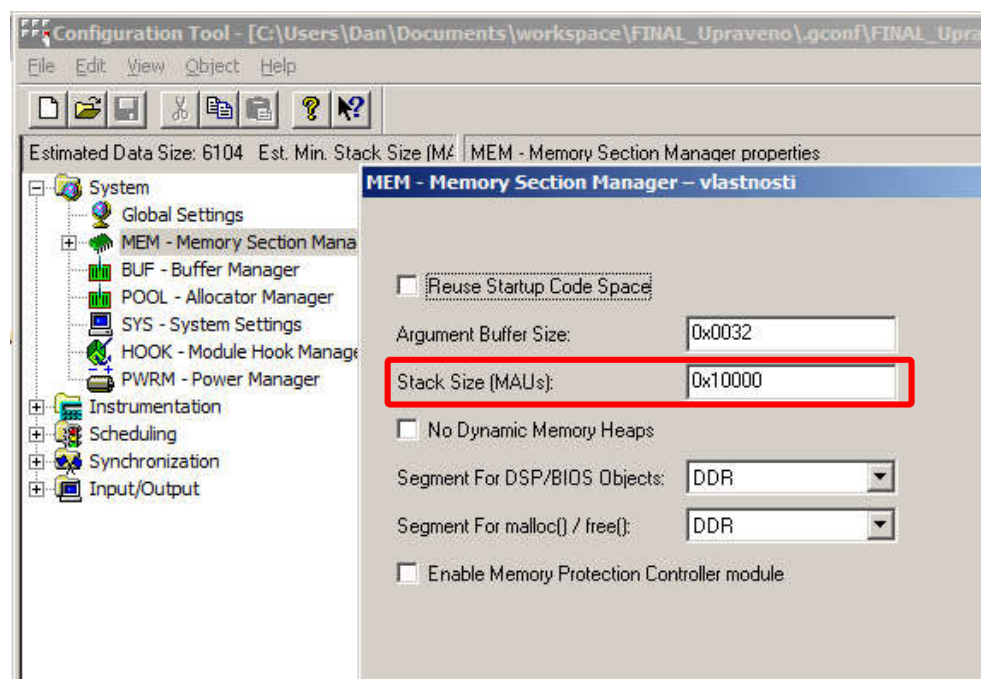 Configuration Tool - [C:\Users\Dan\Documents\workspace\FINAL_Upraveno\.gconf\FINAL_Upra
File Edit View Object Help
Estimated Data Size: 6104 Est. Min. Stack Size (MA MEM - Memory Section Manager properties
System
Global Settings
MEM - Memory Section Mana
BUF - Buffer Manager
POOL - Allocator Manager
SYS - System Settings
HOOK - Module Hook Manage
PWRM - Power Manager
Instrumentation
Scheduling
Synchronization
Input/Output
MEM - Memory Section Manager – vlastnosti
Reuse Startup Code Space
Argument Buffer Size: 0x0032
Stack Size (MAUs): 0x10000
No Dynamic Memory Heaps
Segment For DSP/BIOS Objects: DDR
Segment For malloc() / free(): DDR
Enable Memory Protection Controller module